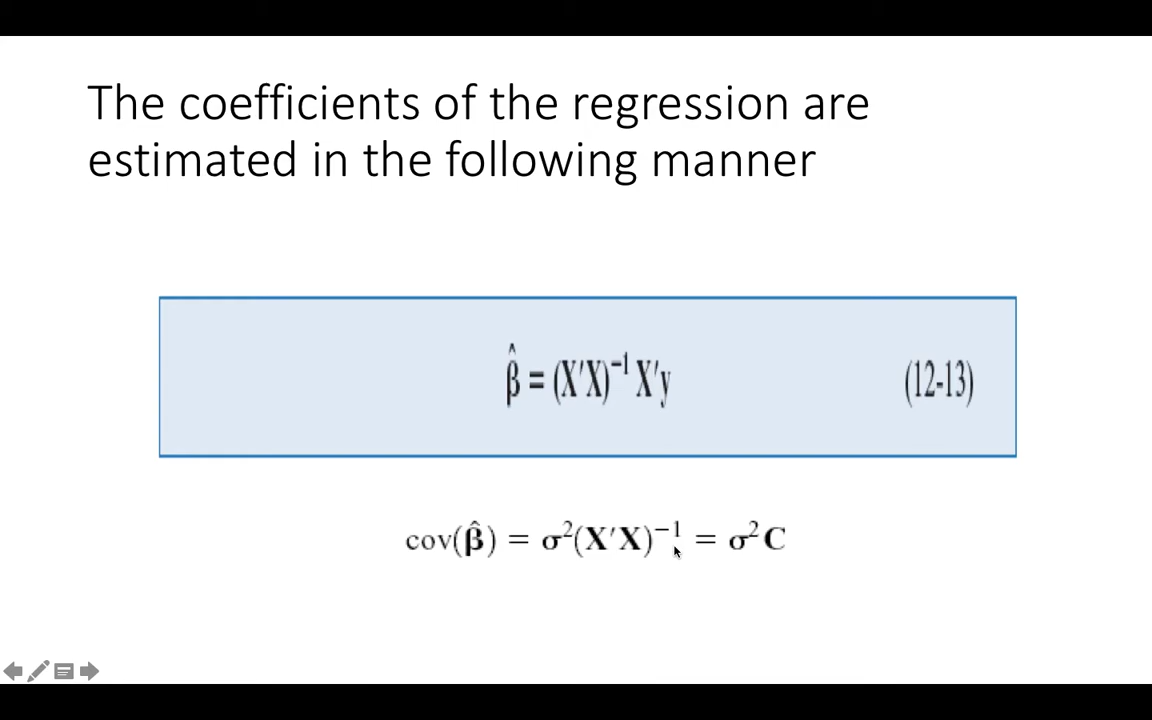 The coefficients of the regression are
estimated in the following manner
β̂ = (X′X)⁻¹ X′y (12-13)
cov(β̂) = σ²(X′X)⁻¹ = σ²C